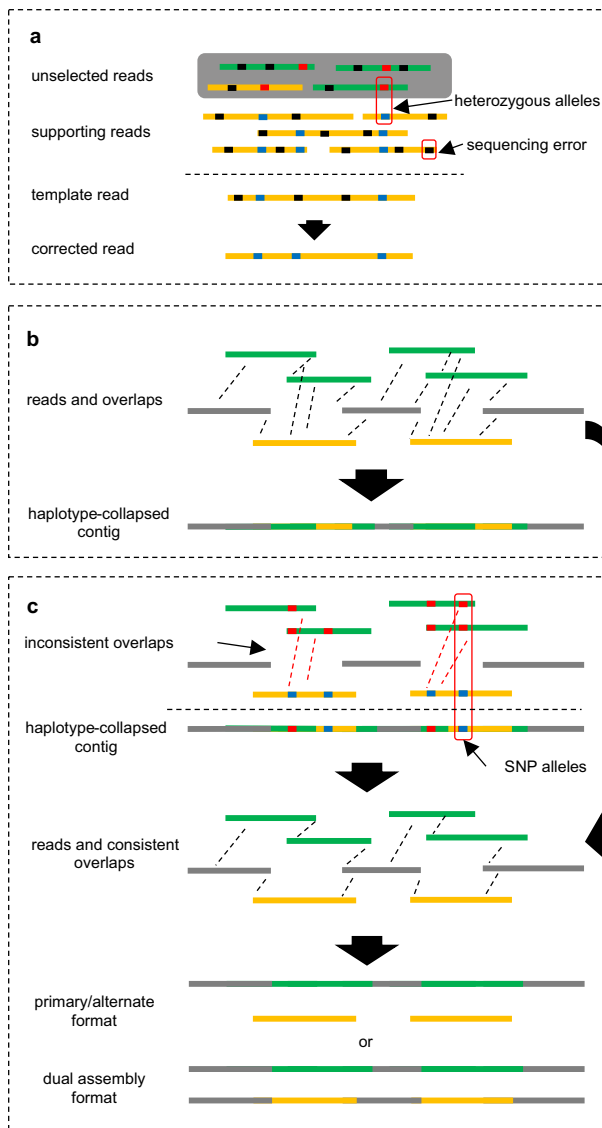 a
unselected reads
heterozygous alleles
supporting reads
sequencing error
template read
corrected read
b
reads and overlaps
haplotype-collapsed
contig
c
inconsistent overlaps
haplotype-collapsed
contig
SNP alleles
reads and consistent
overlaps
primary/alternate
format
or
dual assembly
format